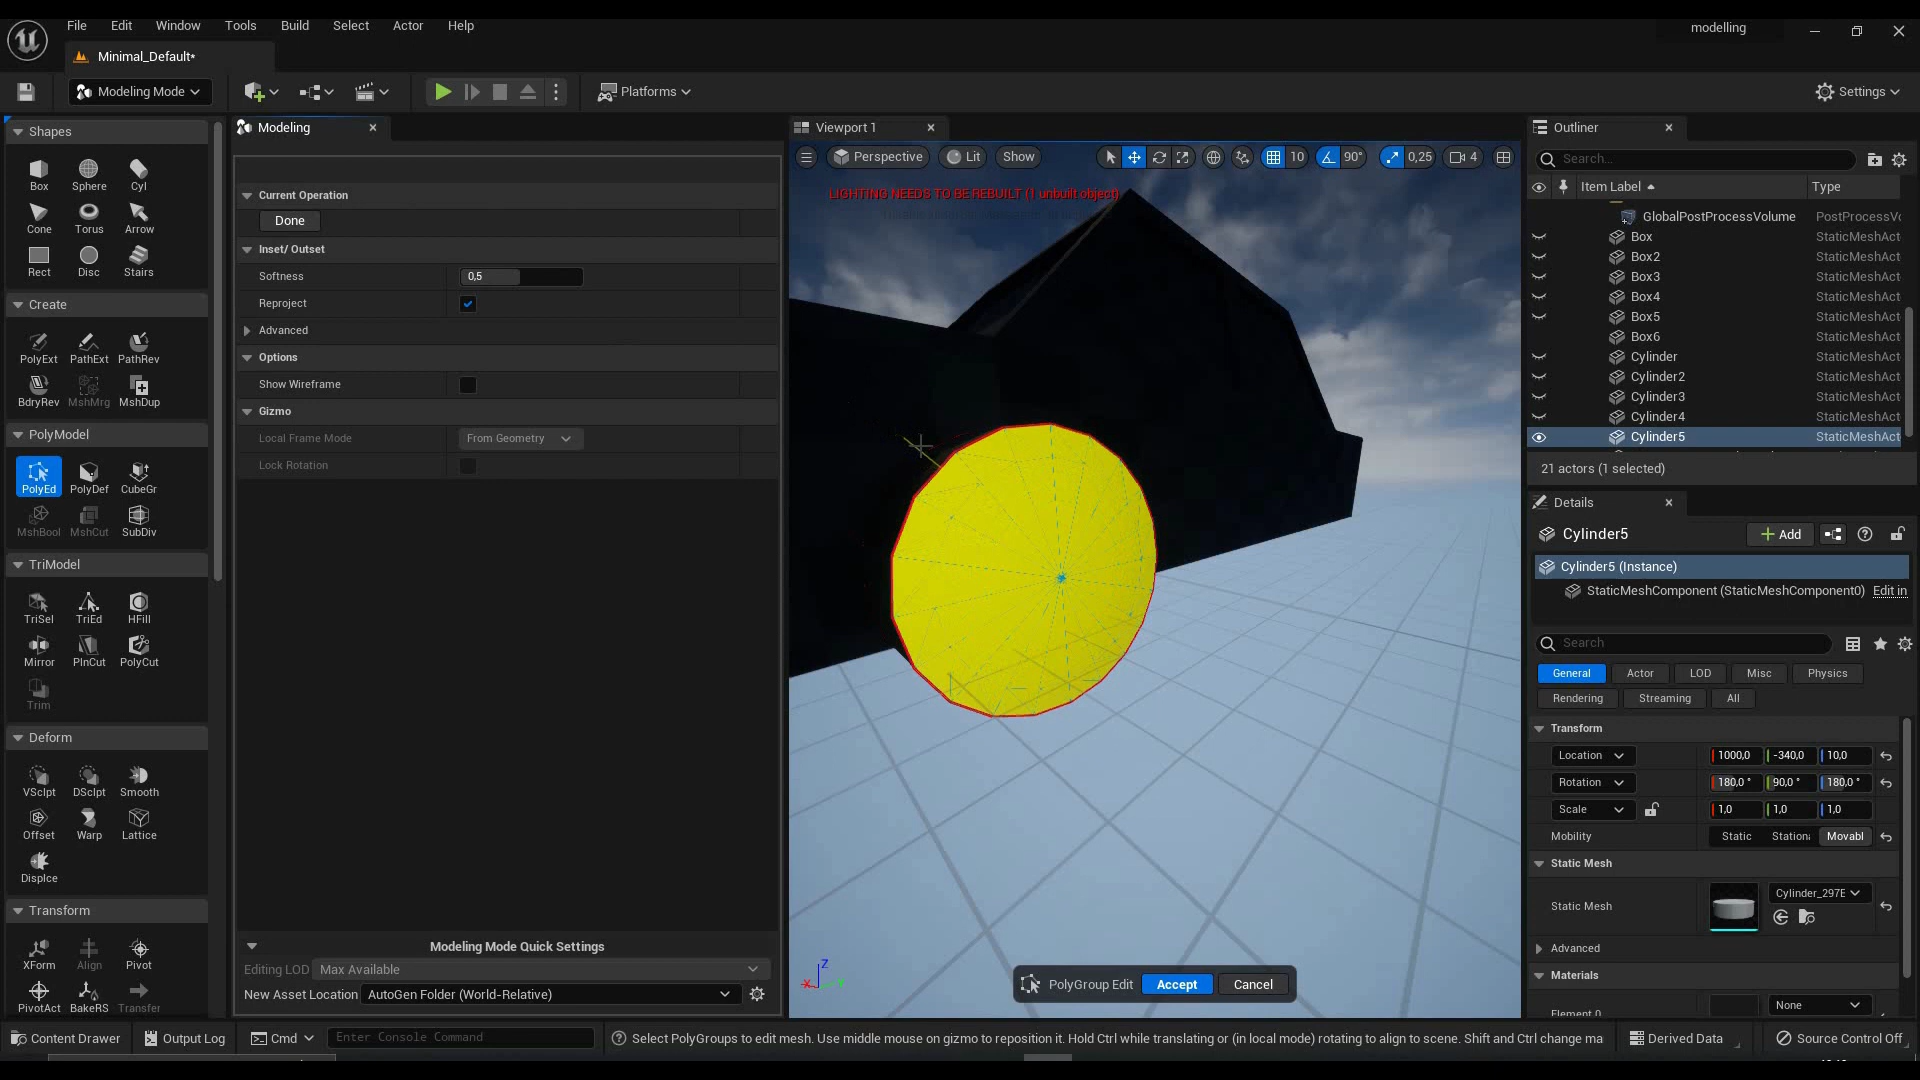 File Edit Window Tools Build Select Actor Help
modelling
Minimal_Default*
Modeling Mode
Platforms
Settings
Shapes
Box Sphere Cyl
Cone Torus Arrow
Rect Disc Stairs
Create
PolyExt PathExt PathRev
BdryRev MshMrg MshDup
PolyModel
PolyEd PolyDef CubeGr
MshBool MshCut SubDiv
TriModel
TriSel TriEd HFill
Mirror PlnCut PolyCut
Trim
Deform
VSclpt DSclpt Smooth
Offset Warp Lattice
Displce
Transform
XForm Align Pivot
PivotAct BakeRS Transfer
Modeling
Current Operation
Done
Inset/ Outset
Softness 0,5
Reproject
Advanced
Options
Show Wireframe
Gizmo
Local Frame Mode From Geometry
Lock Rotation
Modeling Mode Quick Settings
Editing LOD Max Available
New Asset Location AutoGen Folder (World-Relative)
Viewport 1
Perspective Lit Show 10 90° 0,25 4
LIGHTING NEEDS TO BE REBUILT (1 unbuilt object)
Z
X
PolyGroup Edit Accept Cancel
Outliner
Search...
Item Label Type
GlobalPostProcessVolume PostProcessVo
Box StaticMeshAct
Box2 StaticMeshAct
Box3 StaticMeshAct
Box4 StaticMeshAct
Box5 StaticMeshAct
Box6 StaticMeshAct
Cylinder StaticMeshAct
Cylinder2 StaticMeshAct
Cylinder3 StaticMeshAct
Cylinder4 StaticMeshAct
Cylinder5 StaticMeshAct
21 actors (1 selected)
Details
Cylinder5 Add
Cylinder5 (Instance)
StaticMeshComponent (StaticMeshComponent0) Edit in
Search
General Actor LOD Misc Physics
Rendering Streaming All
Transform
Location 1000,0 -340,0 10,0
Rotation 180,0 ° 90,0 ° 180,0 °
Scale 1,0 1,0 1,0
Mobility Static Station Movabl
Static Mesh
Static Mesh Cylinder_297E
Advanced
Materials
Element 0 None
Content Drawer Output Log Cmd Enter Console Command Select PolyGroups to edit mesh. Use middle mouse on gizmo to reposition it. Hold Ctrl while translating or (in local mode) rotating to align to scene. Shift and Ctrl change ma Derived Data Source Control Off